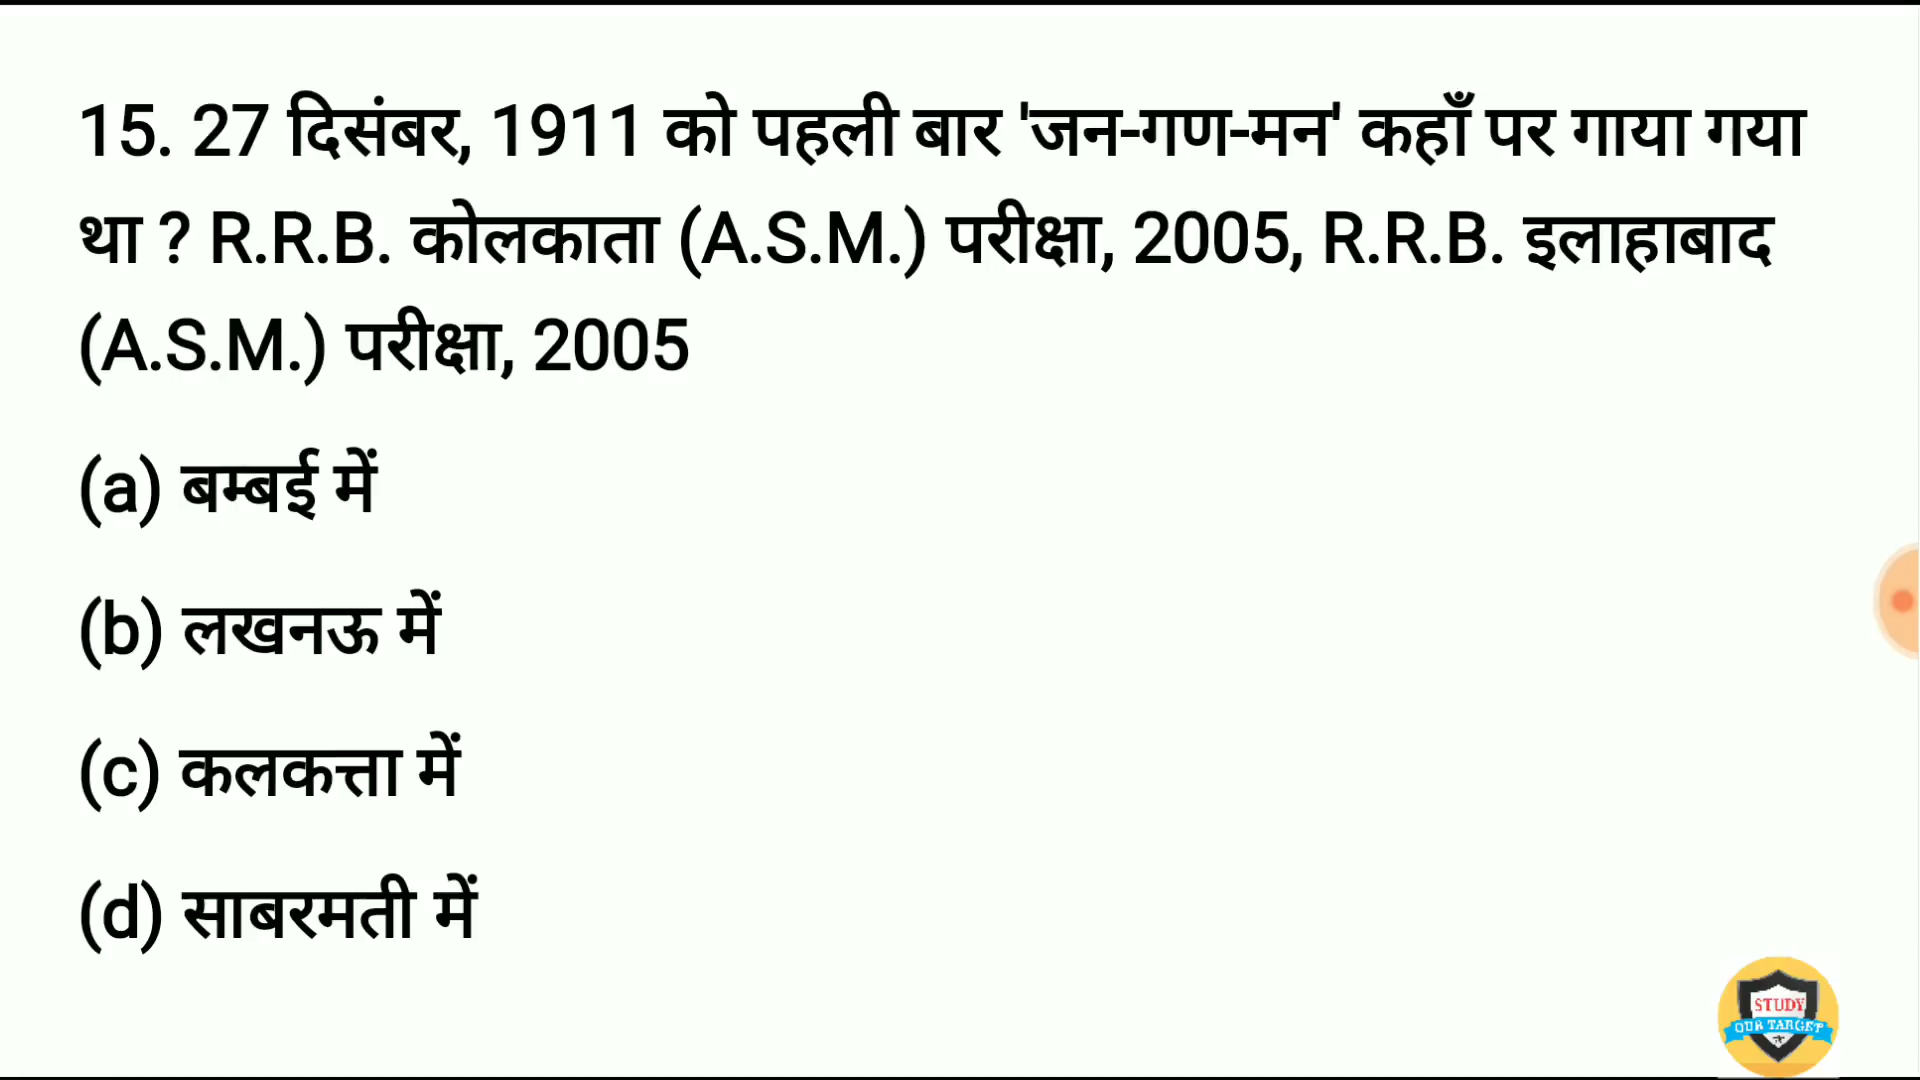 15. 27 दिसंबर, 1911 को पहली बार 'जन-गण-मन' कहाँ पर गाया गया
था ? R.R.B. कोलकाता (A.S.M.) परीक्षा, 2005, R.R.B. इलाहाबाद
(A.S.M.) परीक्षा, 2005
(a) बम्बई में
(b) लखनऊ में
(c) कलकत्ता में
(d) साबरमती में
STUDY
OUR TARGET